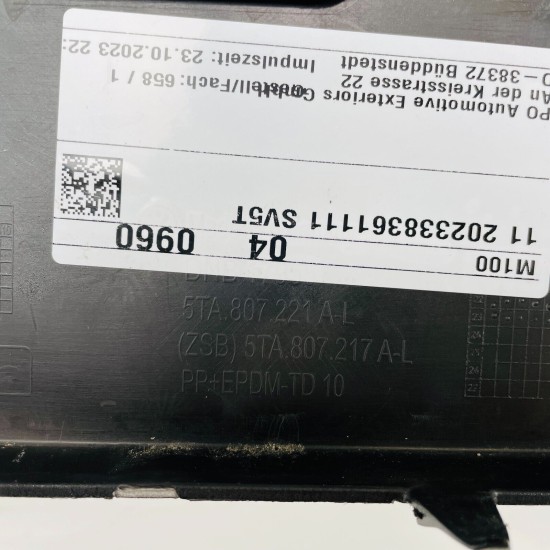 M100
04 0960
11 202338361111 SV5T
PO Automotive Exteriors GmbH
An der Kreisstrasse 22
38372 Büddenstedt
Gestell/Fach: 658 / 1
Impulszeit: 23.10.2023 22:
5TA.807.221 A-L
(ZSB) 5TA.807.217 A-L
PP+EPDM-TD 10